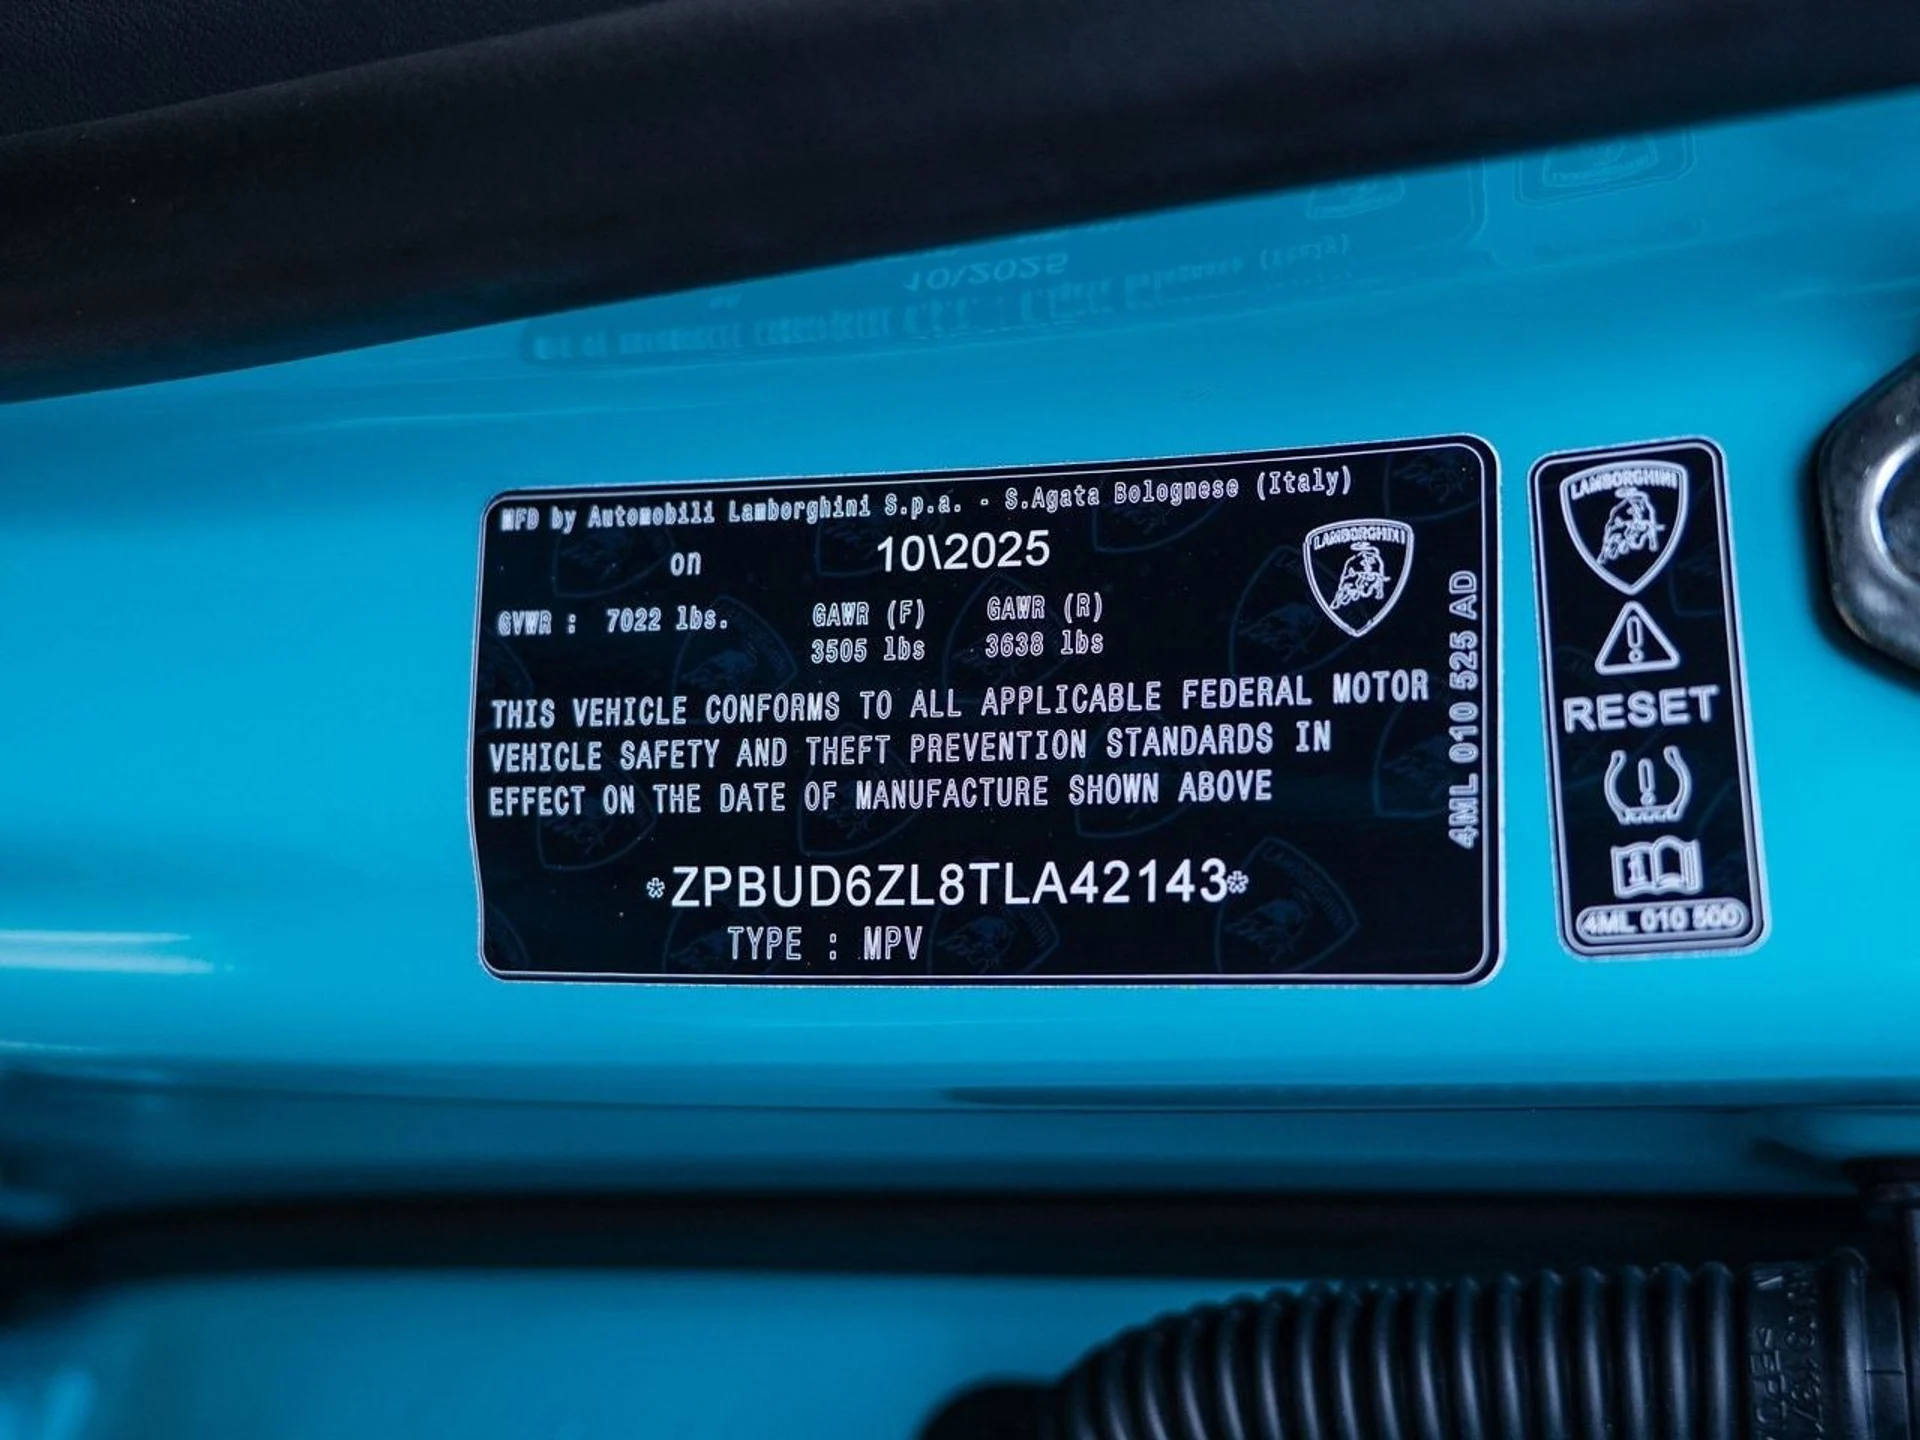 MFD by Automobili Lamborghini S.p.a. - S.Agata Bolognese (Italy)
on 10\2025
LAMBORGHINI
GVWR : 7022 lbs. GAWR (F) GAWR (R)
3505 lbs 3638 lbs
THIS VEHICLE CONFORMS TO ALL APPLICABLE FEDERAL MOTOR
VEHICLE SAFETY AND THEFT PREVENTION STANDARDS IN
EFFECT ON THE DATE OF MANUFACTURE SHOWN ABOVE
*ZPBUD6ZL8TLA42143*
TYPE : MPV
4ML 010 525 AD
LAMBORGHINI
RESET
4ML 010 500